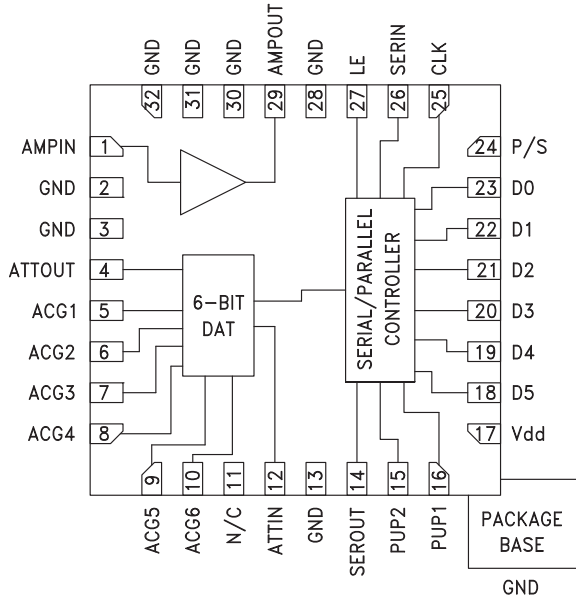 GND
GND
GND
AMPOUT
GND
LE
SERIN
CLK
32
31
30
29
28
27
26
25
AMPIN
1
GND
2
GND
3
ATTOUT
4
ACG1
5
ACG2
6
ACG3
7
ACG4
8
6-BIT
DAT
SERIAL/PARALLEL
CONTROLLER
24
P/S
23
D0
22
D1
21
D2
20
D3
19
D4
18
D5
17
Vdd
9
10
11
12
13
14
15
16
ACG5
ACG6
N/C
ATTIN
GND
SEROUT
PUP2
PUP1
PACKAGE
BASE
GND